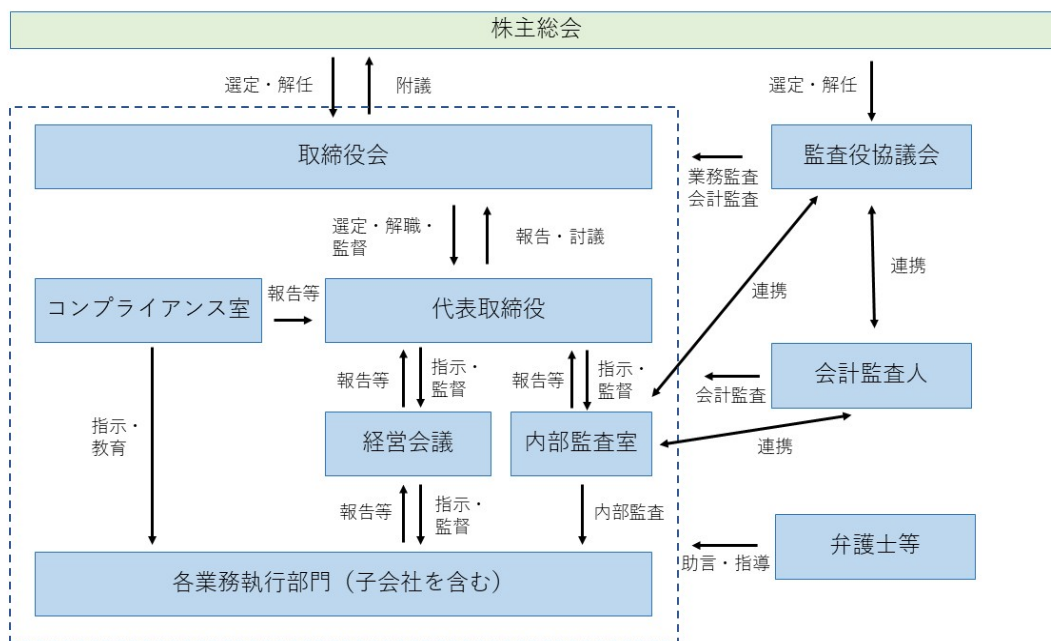 株主総会
選定・解任
附議
選定・解任
取締役会
監査役協議会
業務監査
会計監査
選定・解職・
監督
報告・討議
連携
連携
コンプライアンス室
報告等
代表取締役
報告等
指示・
監督
報告等
指示・
監督
会計監査人
会計監査
指示・
教育
経営会議
内部監査室
連携
報告等
指示・
監督
内部監査
弁護士等
助言・指導
各業務執行部門（子会社を含む）